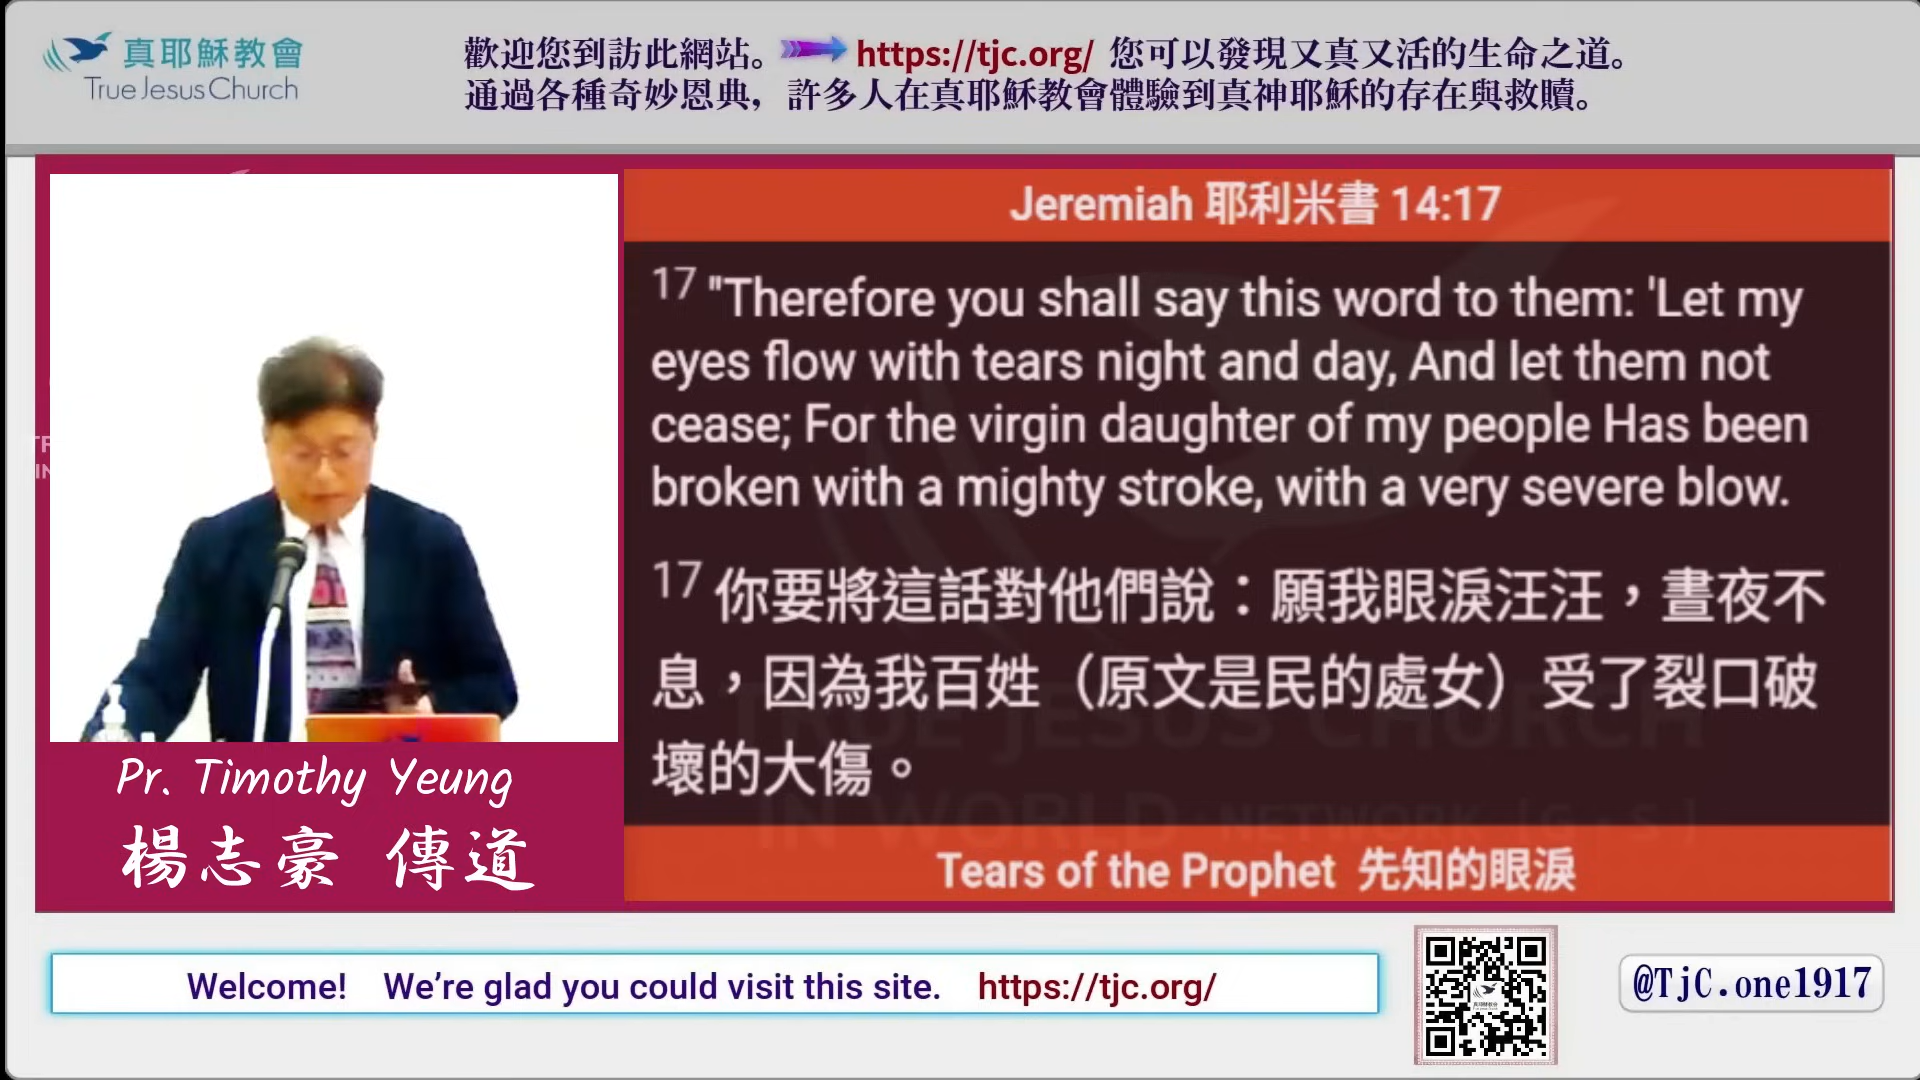 真耶穌教會
True Jesus Church
歡迎您到訪此網站。 https://tjc.org/ 您可以發現又真又活的生命之道。
通過各種奇妙恩典，許多人在真耶穌教會體驗到真神耶穌的存在與救贖。
Jeremiah 耶利米書 14:17
17 "Therefore you shall say this word to them: 'Let my
eyes flow with tears night and day, And let them not
cease; For the virgin daughter of my people Has been
broken with a mighty stroke, with a very severe blow.
17 你要將這話對他們說：願我眼淚汪汪，晝夜不
息，因為我百姓（原文是民的處女）受了裂口破
壞的大傷。
TRUE JESUS CHURCH
IN WORLD NETWORK [G . S ]
Tears of the Prophet 先知的眼淚
Pr. Timothy Yeung
楊志豪 傳道
Welcome! We’re glad you could visit this site. https://tjc.org/
@TjC.one1917